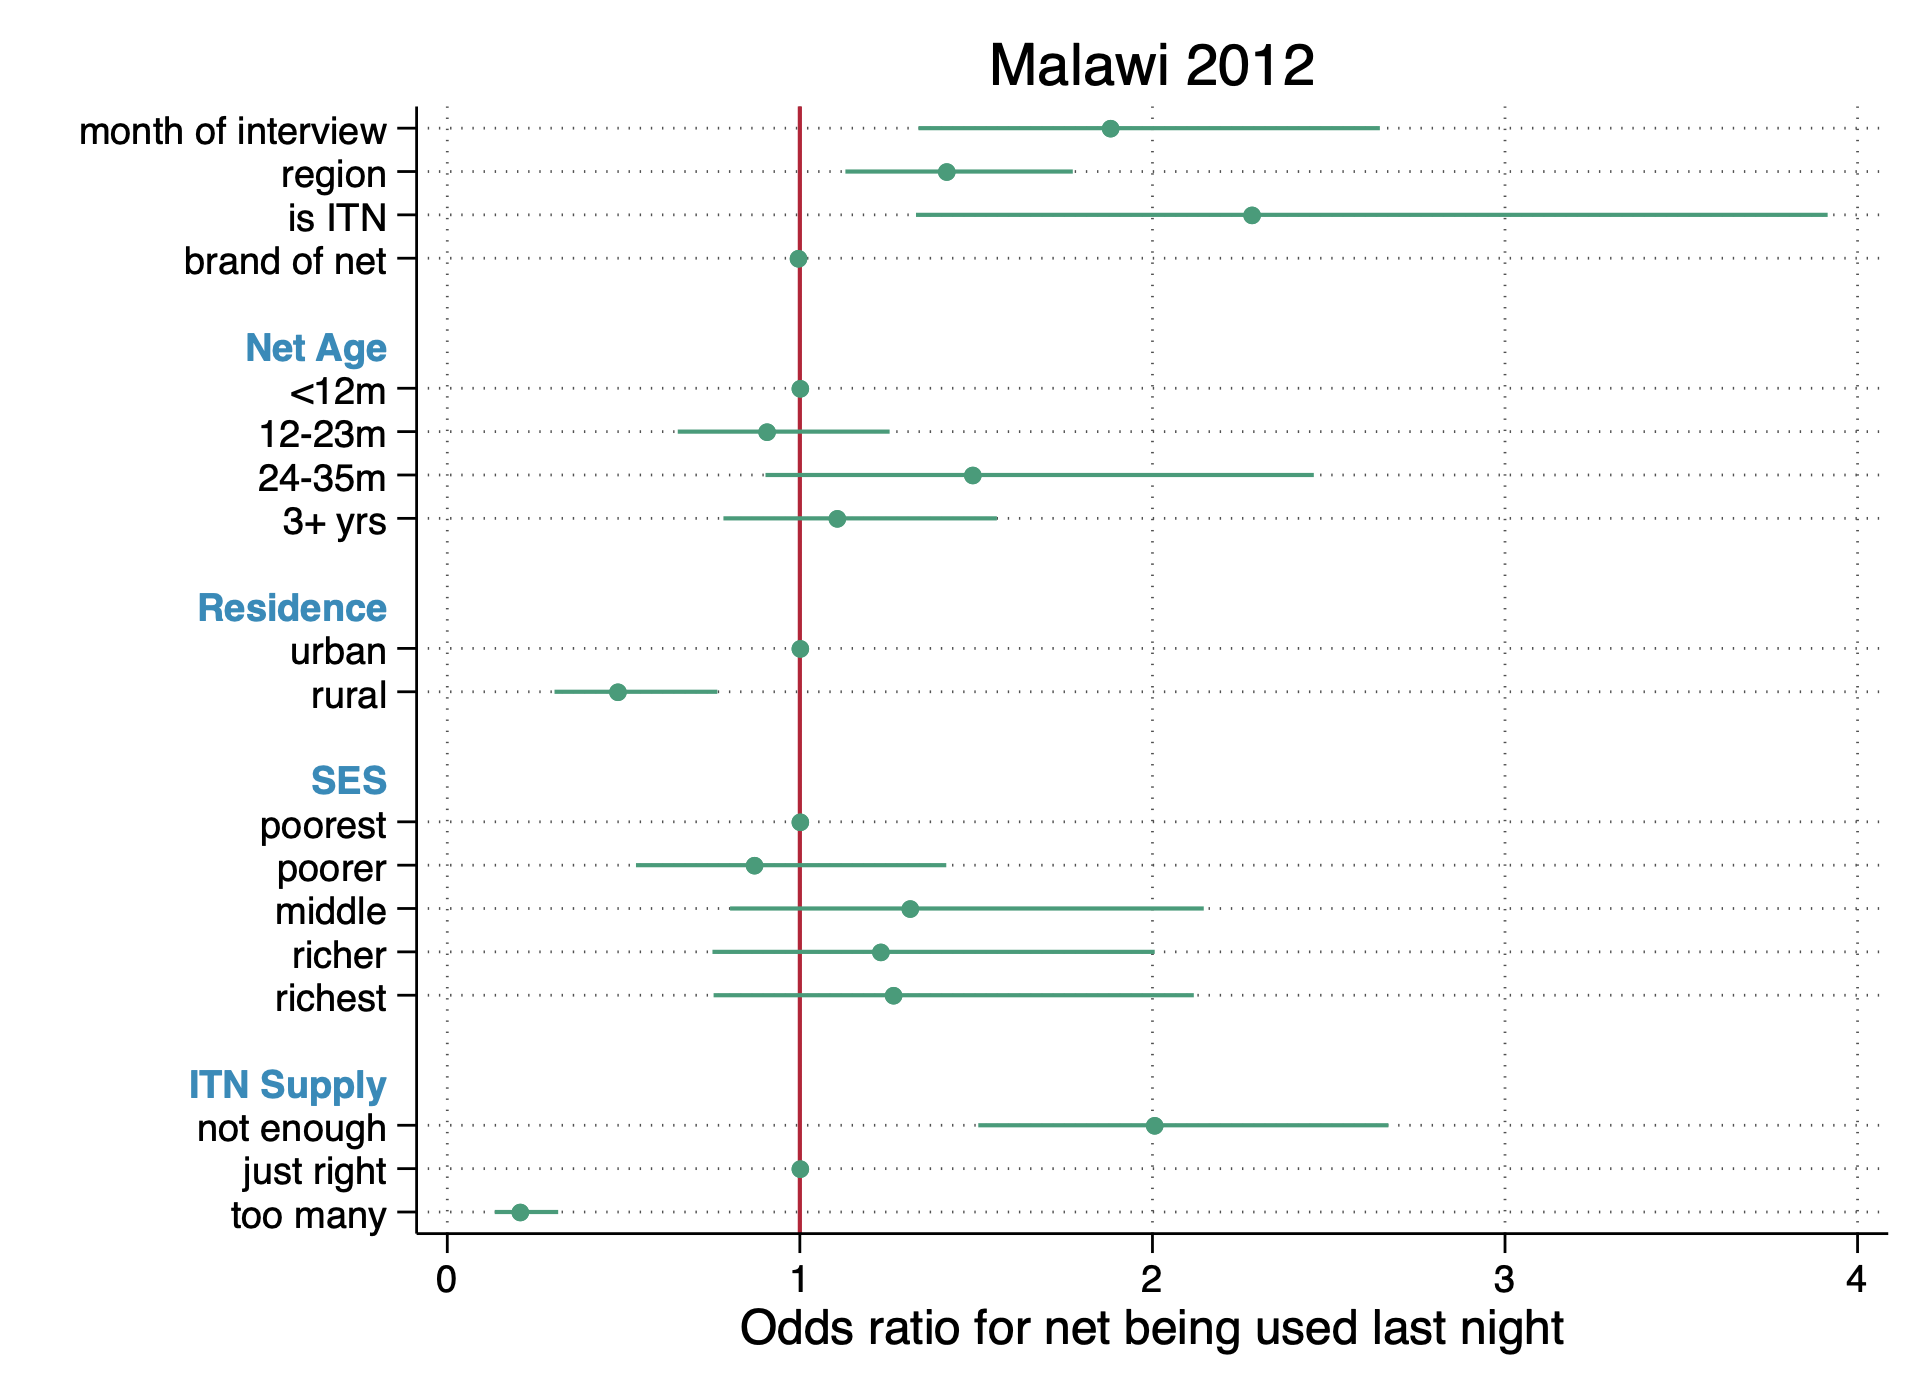 Malawi 2012
month of interview
region
is ITN
brand of net
Net Age
<12m
12-23m
24-35m
3+ yrs
Residence
urban
rural
SES
poorest
poorer
middle
richer
richest
ITN Supply
not enough
just right
too many
0 1 2 3 4
Odds ratio for net being used last night